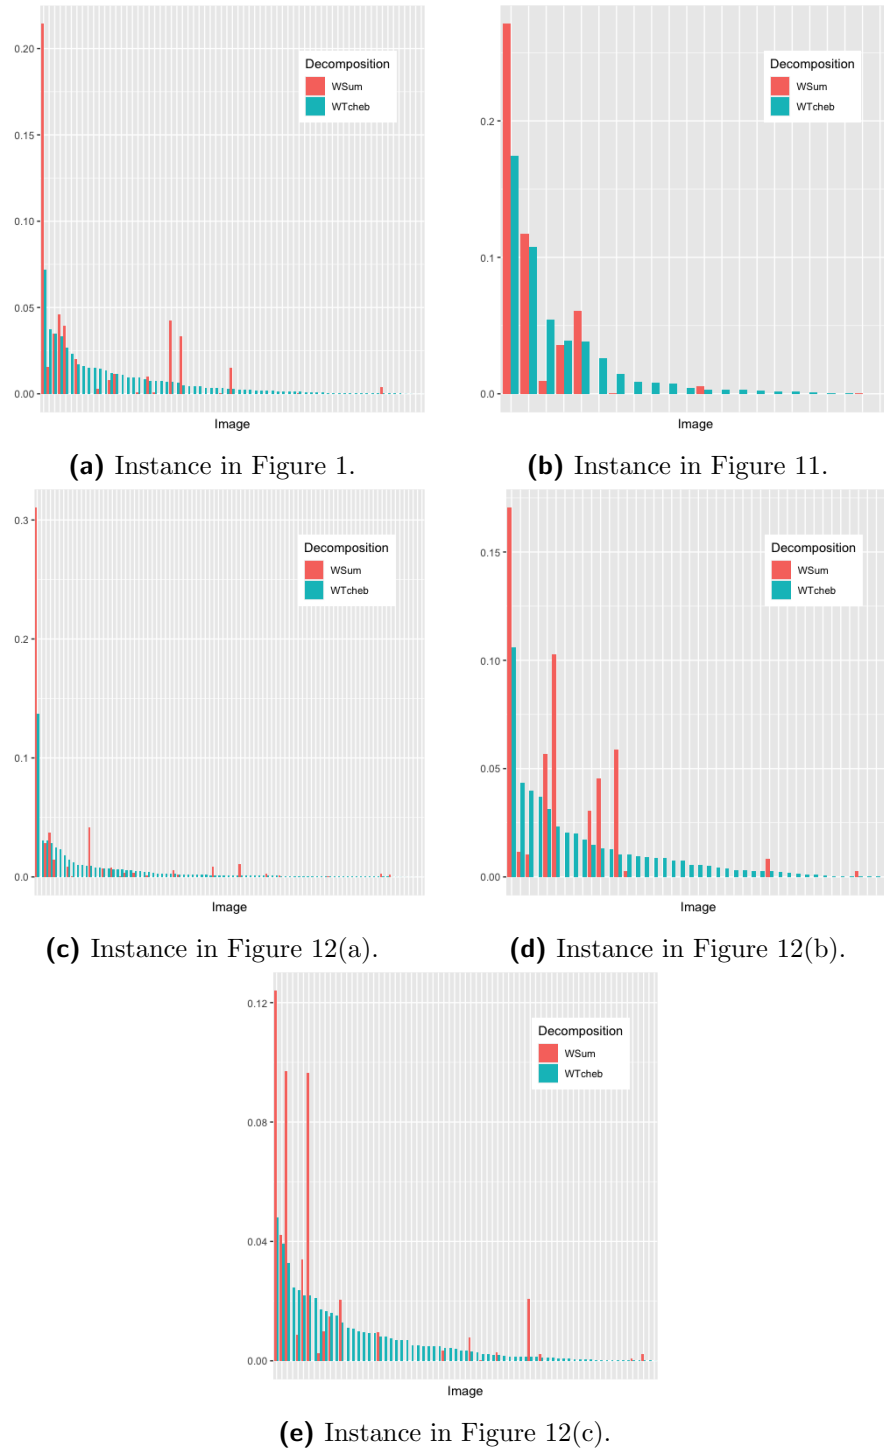 0.20
0.15
0.10
0.05
0.00
Decomposition
WSum
WTcheb
Image
(a) Instance in Figure 1.
0.2
0.1
0.0
Decomposition
WSum
WTcheb
Image
(b) Instance in Figure 11.
0.3
0.2
0.1
0.0
Decomposition
WSum
WTcheb
Image
(c) Instance in Figure 12(a).
0.15
0.10
0.05
0.00
Decomposition
WSum
WTcheb
Image
(d) Instance in Figure 12(b).
0.12
0.08
0.04
0.00
Decomposition
WSum
WTcheb
Image
(e) Instance in Figure 12(c).